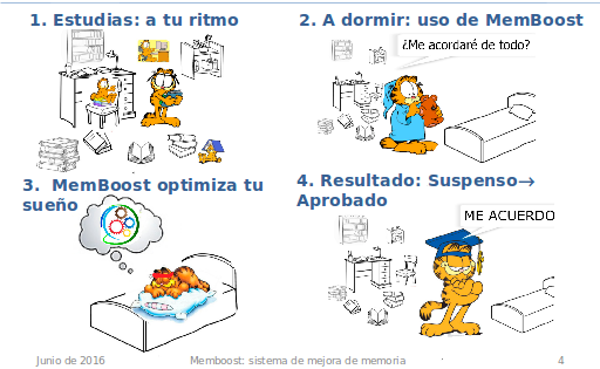 1. Estudias: a tu ritmo
2. A dormir: uso de MemBoost
¿Me acordaré de todo?
3. MemBoost optimiza tu
sueño
4. Resultado: Suspenso→
Aprobado
ME ACUERDO
Junio de 2016
Memboost: sistema de mejora de memoria
4